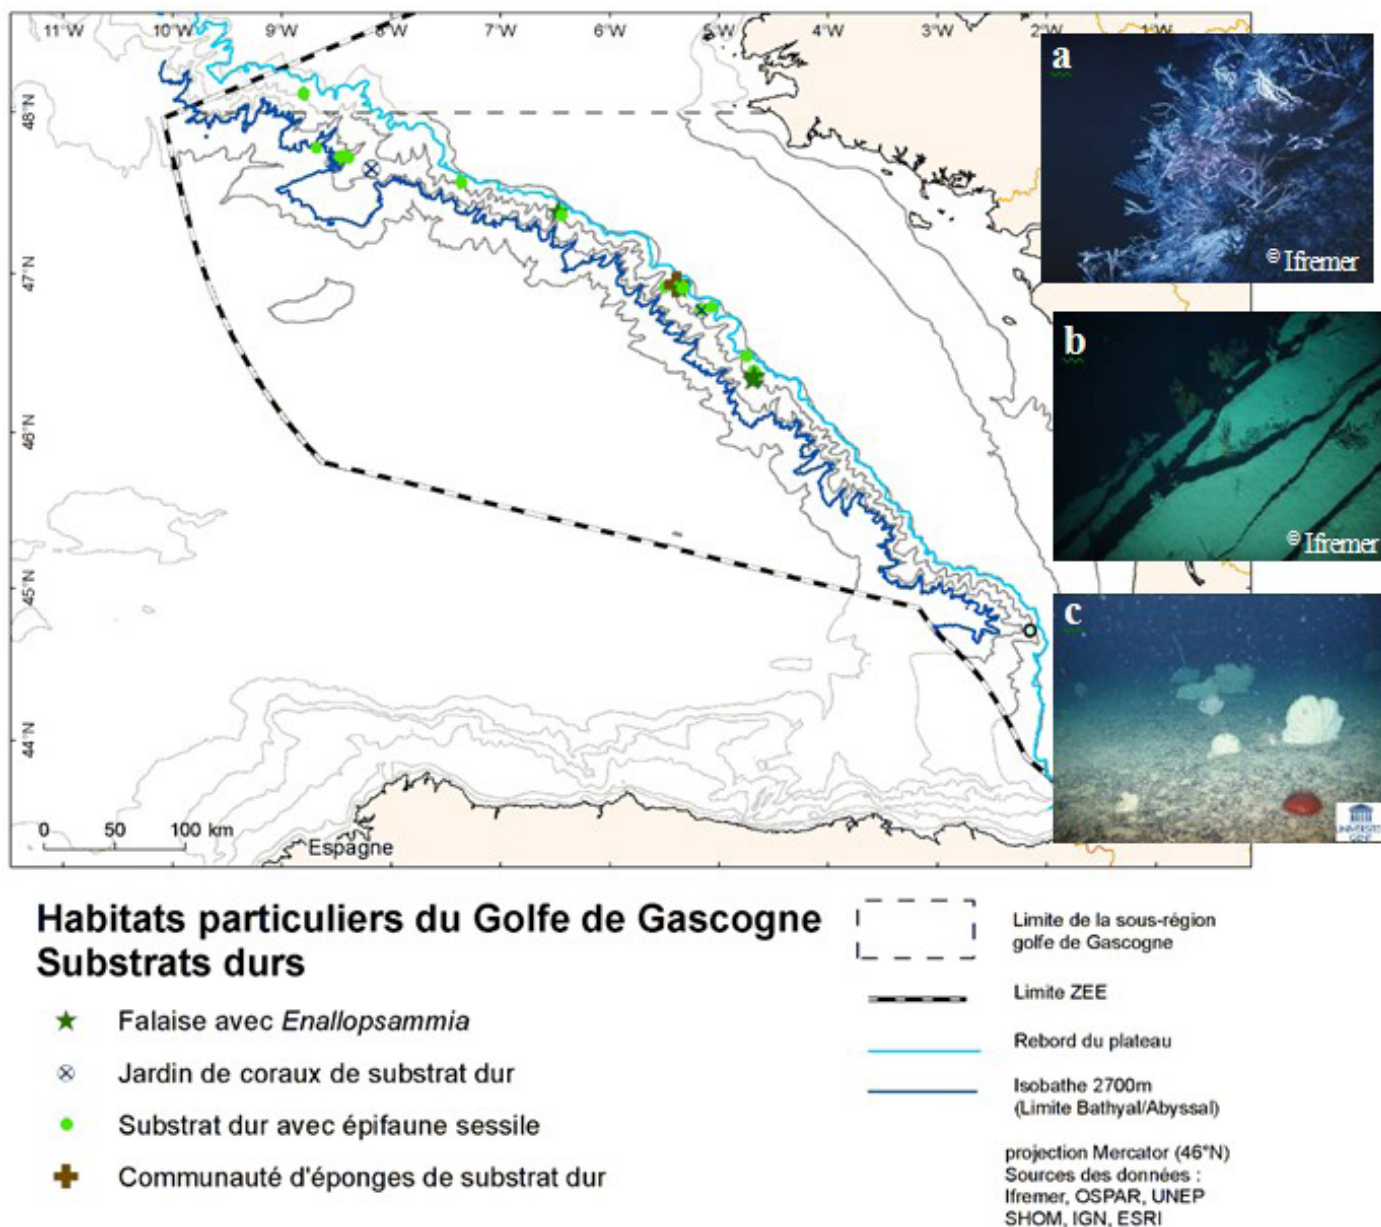 11°W 10°W 9°W 8°W 7°W 6°W 5°W 4°W 3°W 2°W 1°W
48°N
47°N
46°N
45°N
44°N
0 50 100 km
Espagne
a
© Ifremer
b
© Ifremer
c
UNIVERSITÉ
Habitats particuliers du Golfe de Gascogne
Substrats durs
Falaise avec Enallopsammia
Jardin de coraux de substrat dur
Substrat dur avec épifaune sessile
Communauté d'éponges de substrat dur
Limite de la sous-région
golfe de Gascogne
Limite ZEE
Rebord du plateau
Isobathe 2700m
(Limite Bathyal/Abyssal)
projection Mercator (46°N)
Sources des données :
Ifremer, OSPAR, UNEP
SHOM, IGN, ESRI